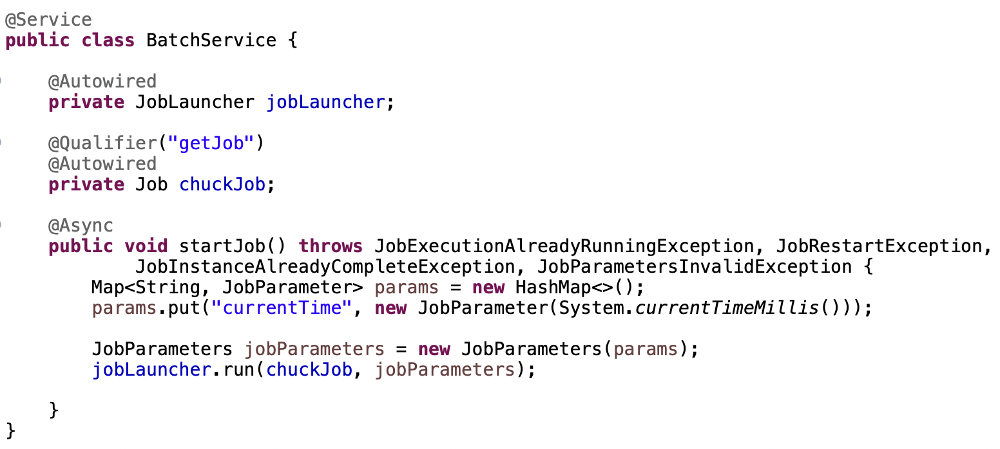 @Service
public class BatchService {
@Autowired
private JobLauncher jobLauncher;
@Qualifier("getJob")
@Autowired
private Job chuckJob;
@Async
public void startJob() throws JobExecutionAlreadyRunningException, JobRestartException,
JobInstanceAlreadyCompleteException, JobParametersInvalidException {
Map<String, JobParameter> params = new HashMap<>();
params.put("currentTime", new JobParameter(System.currentTimeMillis()));
JobParameters jobParameters = new JobParameters(params);
jobLauncher.run(chuckJob, jobParameters);
}
}